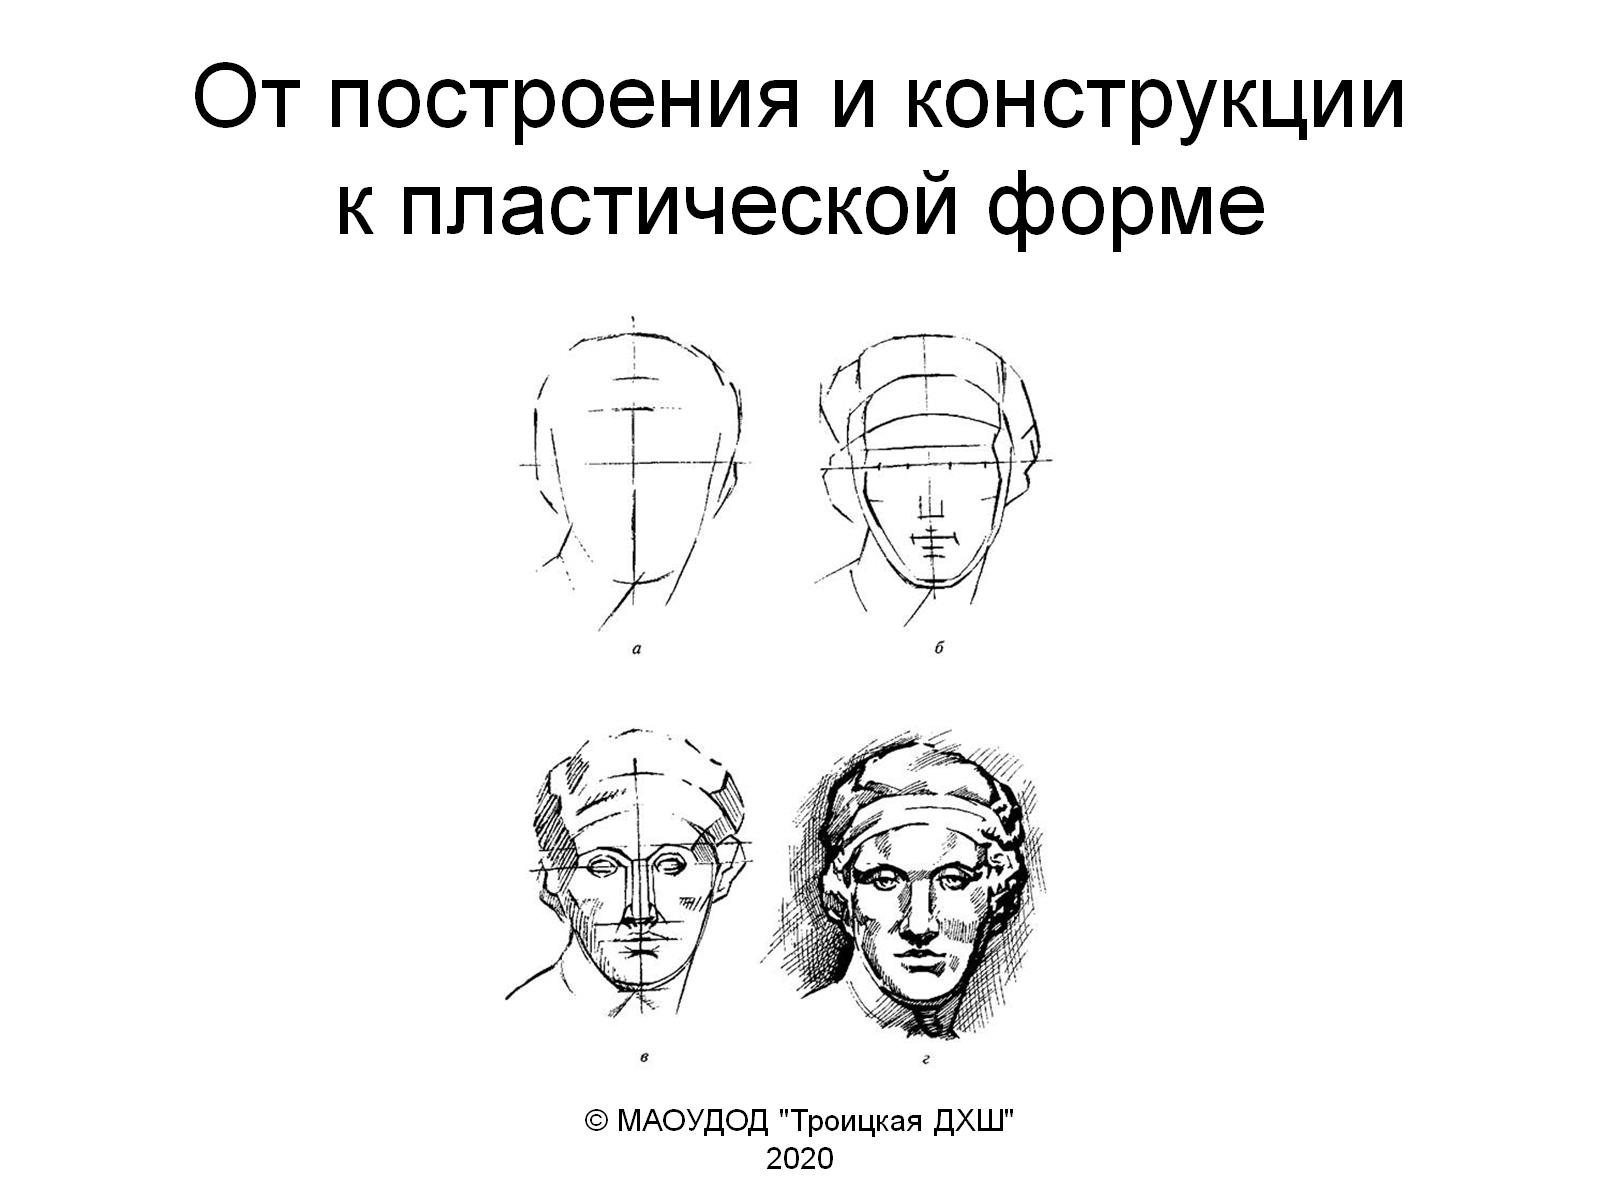 От построения и конструкции
к пластической форме
а
б
в
г
© МАОУДОД "Троицкая ДХШ"
2020